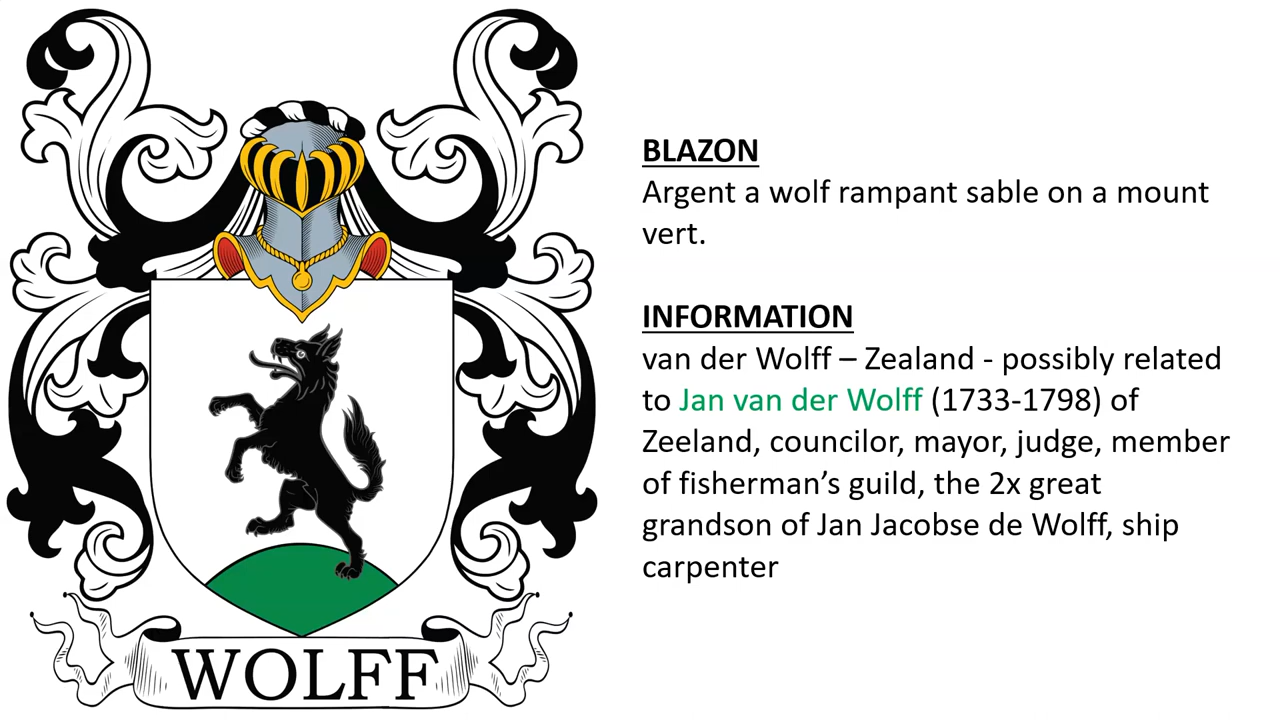 BLAZON
Argent a wolf rampant sable on a mount
vert.
INFORMATION
van der Wolff – Zealand - possibly related
to Jan van der Wolff (1733-1798) of
Zeeland, councilor, mayor, judge, member
of fisherman’s guild, the 2x great
grandson of Jan Jacobse de Wolff, ship
carpenter
WOLFF